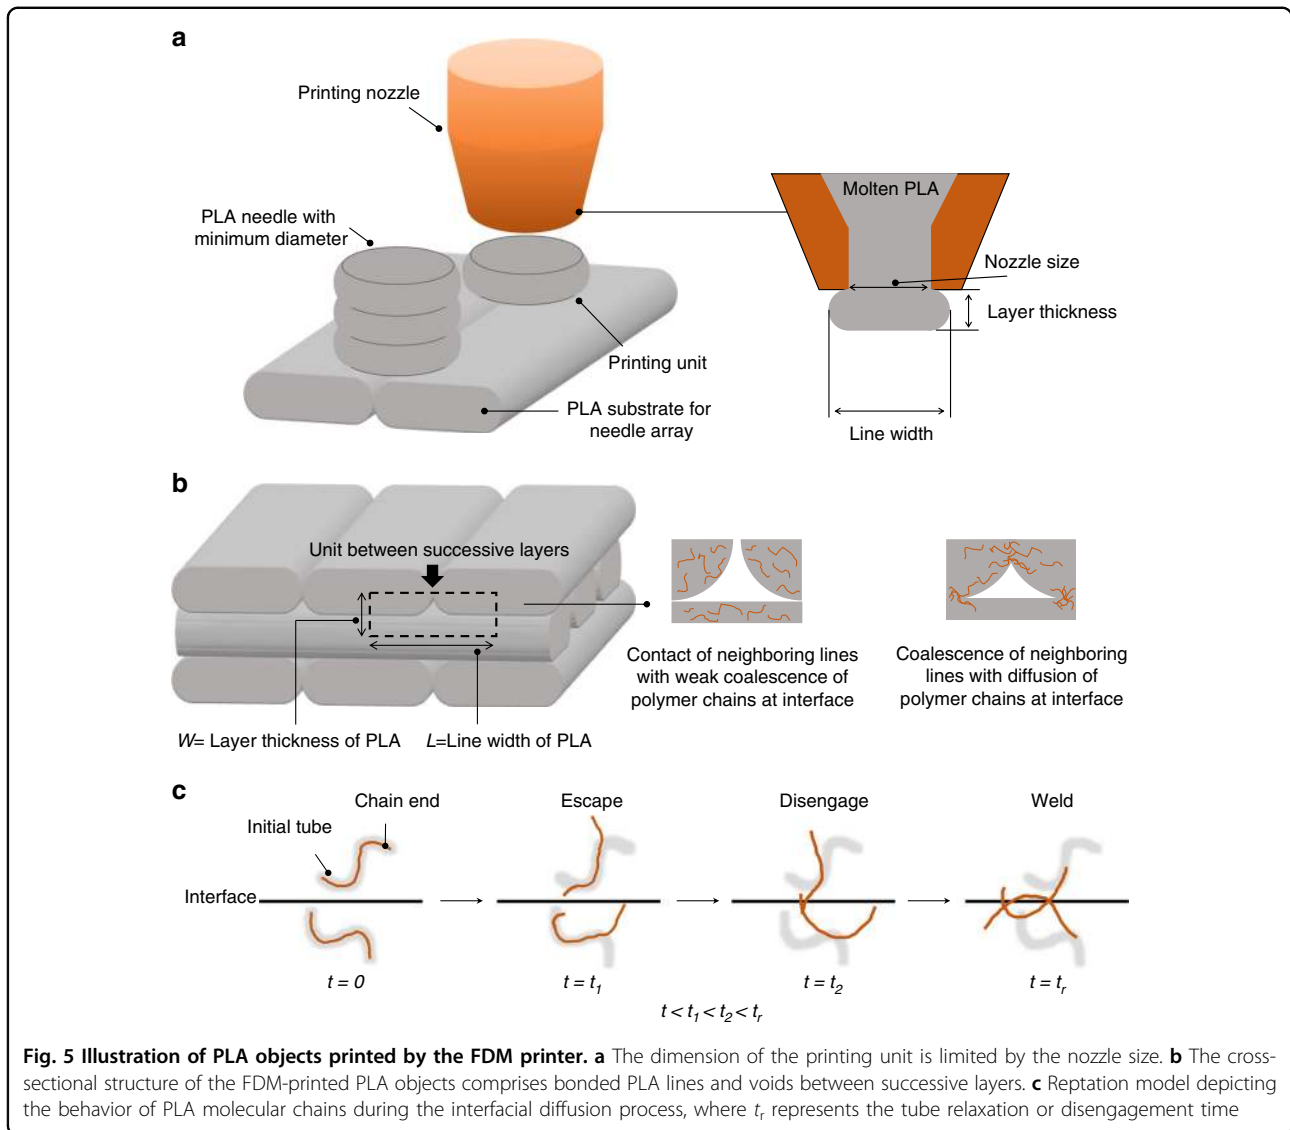 a
Printing nozzle
PLA needle with
minimum diameter
Printing unit
PLA substrate for
needle array
Molten PLA
Nozzle size
Layer thickness
Line width
b
Unit between successive layers
W= Layer thickness of PLA
L=Line width of PLA
Contact of neighboring lines
with weak coalescence of
polymer chains at interface
Coalescence of neighboring
lines with diffusion of
polymer chains at interface
c
Chain end
Initial tube
Escape
Disengage
Weld
Interface
t = 0
t = t1
t = t2
t = tr
t < t1 < t2 < tr
Fig. 5 Illustration of PLA objects printed by the FDM printer. a The dimension of the printing unit is limited by the nozzle size. b The cross-
sectional structure of the FDM-printed PLA objects comprises bonded PLA lines and voids between successive layers. c Reptation model depicting
the behavior of PLA molecular chains during the interfacial diffusion process, where tr represents the tube relaxation or disengagement time